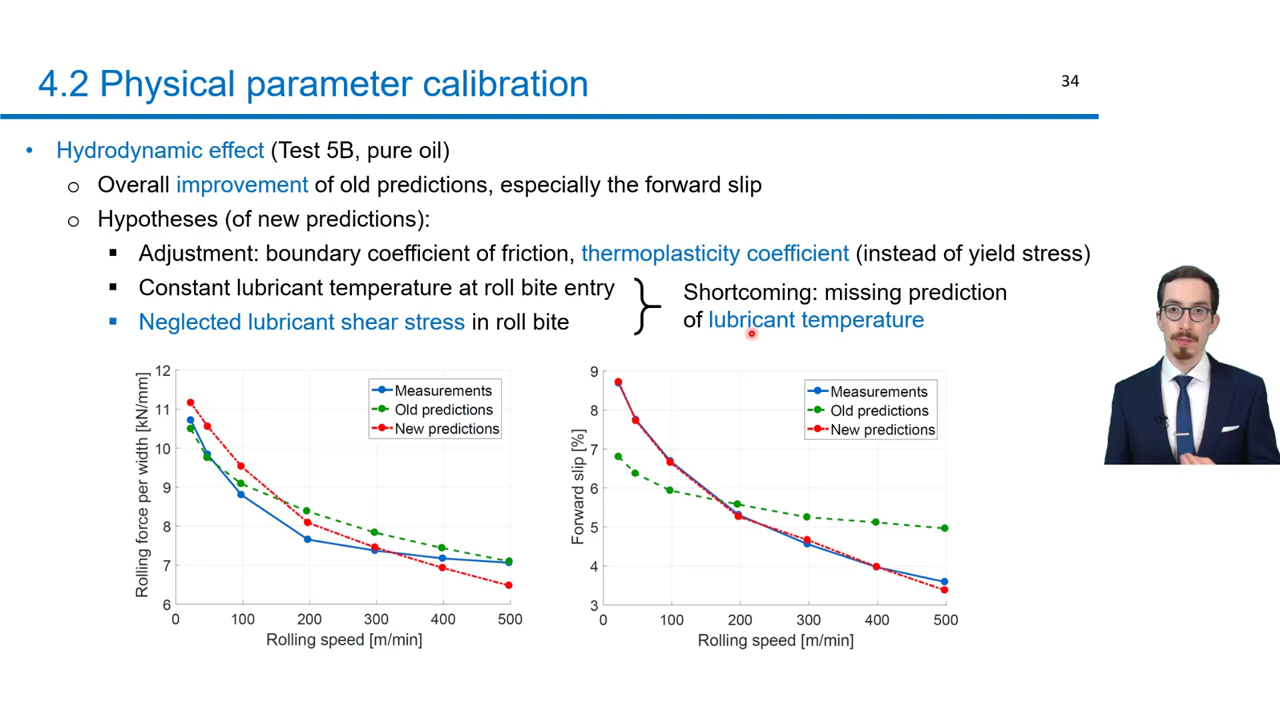 4.2 Physical parameter calibration
34
• Hydrodynamic effect (Test 5B, pure oil)
o Overall improvement of old predictions, especially the forward slip
o Hypotheses (of new predictions):
▪ Adjustment: boundary coefficient of friction, thermoplasticity coefficient (instead of yield stress)
▪ Constant lubricant temperature at roll bite entry
▪ Neglected lubricant shear stress in roll bite
Shortcoming: missing prediction
of lubricant temperature
Rolling force per width [kN/mm]
12
11
10
9
8
7
6
0 100 200 300 400 500
Rolling speed [m/min]
Measurements
Old predictions
New predictions
Forward slip [%]
9
8
7
6
5
4
3
0 100 200 300 400 500
Rolling speed [m/min]
Measurements
Old predictions
New predictions